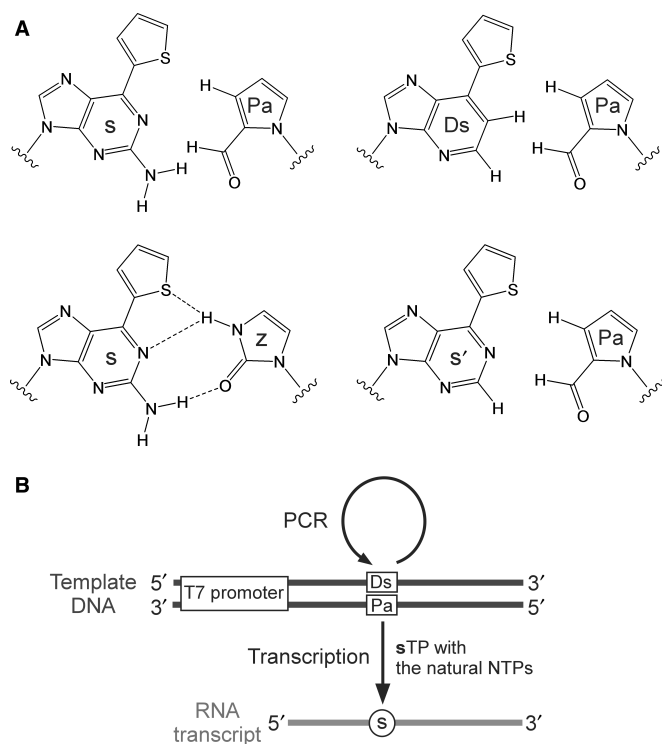 A
S
N
N
N
N
s
N
H
H
H
Pa
N
H
O
S
N
N
N
Ds
H
H
H
Pa
N
H
O
S
N
N
N
N
s
N
H
H
H
N
z
N
O
S
N
N
N
N
s′
H
H
Pa
N
H
O
B
PCR
Template
DNA
5′
3′
T7 promoter
Ds
Pa
3′
5′
Transcription
sTP with
the natural NTPs
RNA
transcript
5′
s
3′